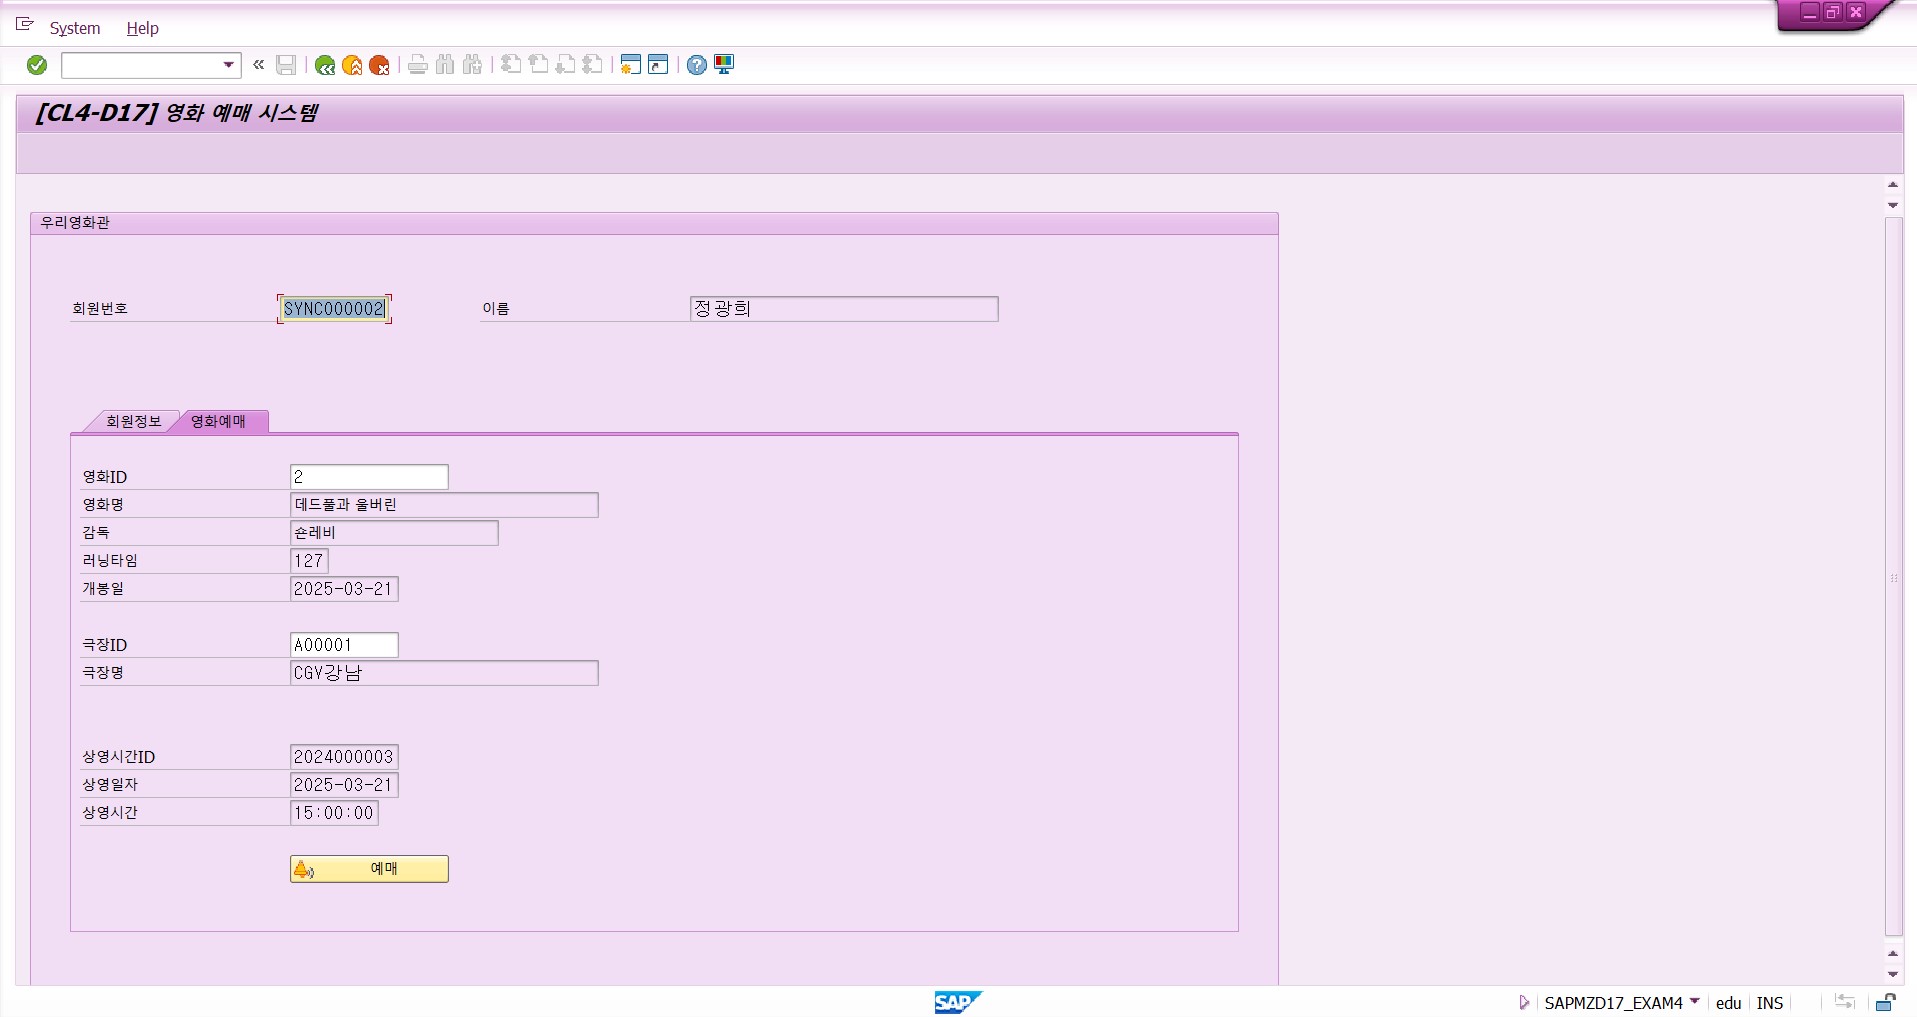 System Help
[CL4-D17] 영화 예매 시스템
우리영화관
회원번호 SYNC000002 이름 정광희
회원정보 영화예매
영화ID 2
영화명 데드풀과 울버린
감독 숀레비
러닝타임 127
개봉일 2025-03-21
극장ID A00001
극장명 CGV강남
상영시간ID 2024000003
상영일자 2025-03-21
상영시간 15:00:00
예매
SAP SAPMZD17_EXAM4 edu INS